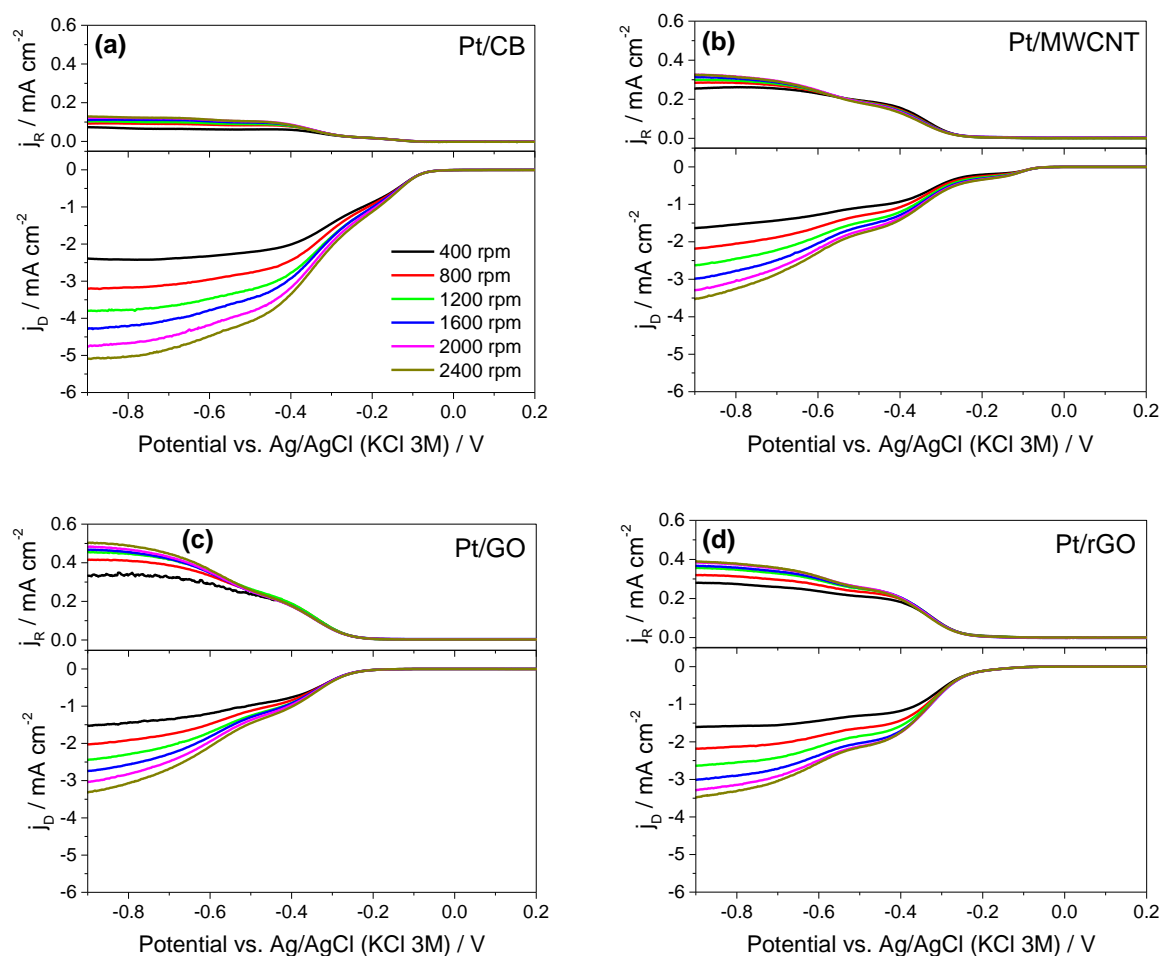 (a) Pt/CB
0.6
0.4
0.2
0.0
j_R / mA cm^-2
0
-1
-2
-3
-4
-5
-6
j_D / mA cm^-2
400 rpm
800 rpm
1200 rpm
1600 rpm
2000 rpm
2400 rpm
-0.8 -0.6 -0.4 -0.2 0.0 0.2
Potential vs. Ag/AgCl (KCl 3M) / V
(b) Pt/MWCNT
0.6
0.4
0.2
0.0
j_R / mA cm^-2
0
-1
-2
-3
-4
-5
-6
j_D / mA cm^-2
-0.8 -0.6 -0.4 -0.2 0.0 0.2
Potential vs. Ag/AgCl (KCl 3M) / V
(c) Pt/GO
0.6
0.4
0.2
0.0
j_R / mA cm^-2
0
-1
-2
-3
-4
-5
-6
j_D / mA cm^-2
-0.8 -0.6 -0.4 -0.2 0.0 0.2
Potential vs. Ag/AgCl (KCl 3M) / V
(d) Pt/rGO
0.6
0.4
0.2
0.0
j_R / mA cm^-2
0
-1
-2
-3
-4
-5
-6
j_D / mA cm^-2
-0.8 -0.6 -0.4 -0.2 0.0 0.2
Potential vs. Ag/AgCl (KCl 3M) / V